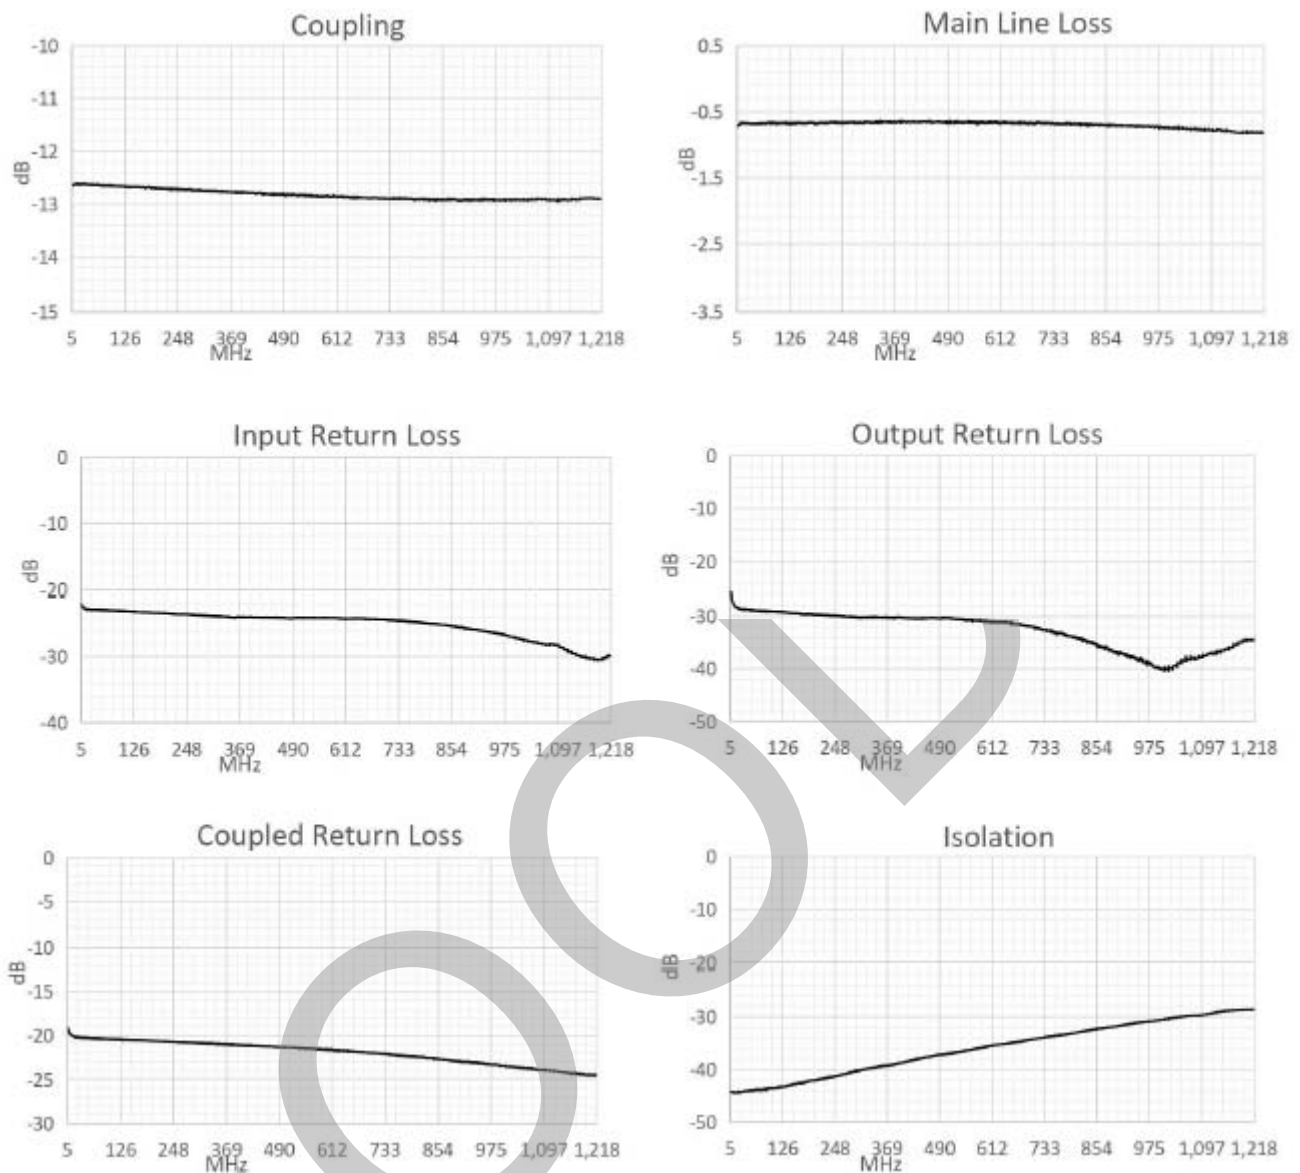 Coupling
-10
-11
-12
-13
-14
-15
dB
5 126 248 369 490 612 733 854 975 1,097 1,218
MHz
Main Line Loss
0.5
-0.5
-1.5
-2.5
-3.5
dB
5 126 248 369 490 612 733 854 975 1,097 1,218
MHz
Input Return Loss
0
-10
-20
-30
-40
dB
5 126 248 369 490 612 733 854 975 1,097 1,218
MHz
Output Return Loss
0
-10
-20
-30
-40
-50
dB
5 126 248 369 490 612 733 854 975 1,097 1,218
MHz
Coupled Return Loss
0
-5
-10
-15
-20
-25
-30
dB
5 126 248 369 490 612 733 854 975 1,097 1,218
MHz
Isolation
0
-10
-20
-30
-40
-50
dB
5 126 248 369 490 612 733 854 975 1,097 1,218
MHz